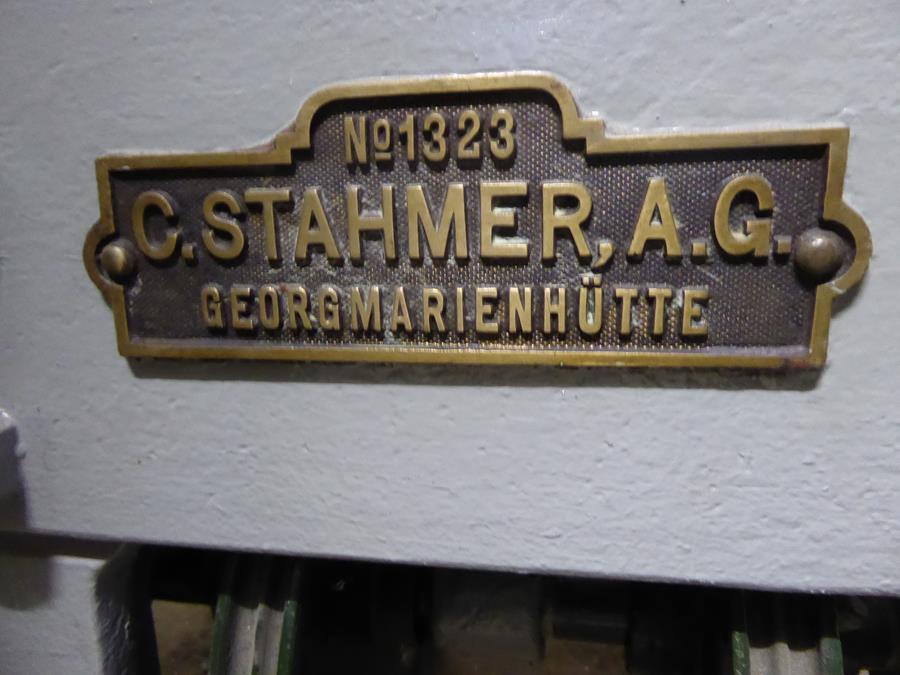 No 1323
C. STAHMER, A.G.
GEORGMARIENHÜTTE